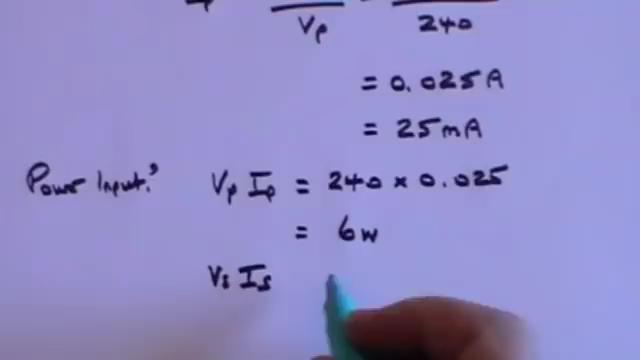 Vp 240
= 0.025A
= 25mA
Power Input: Vp Ip = 240 x 0.025
= 6w
Vs Is